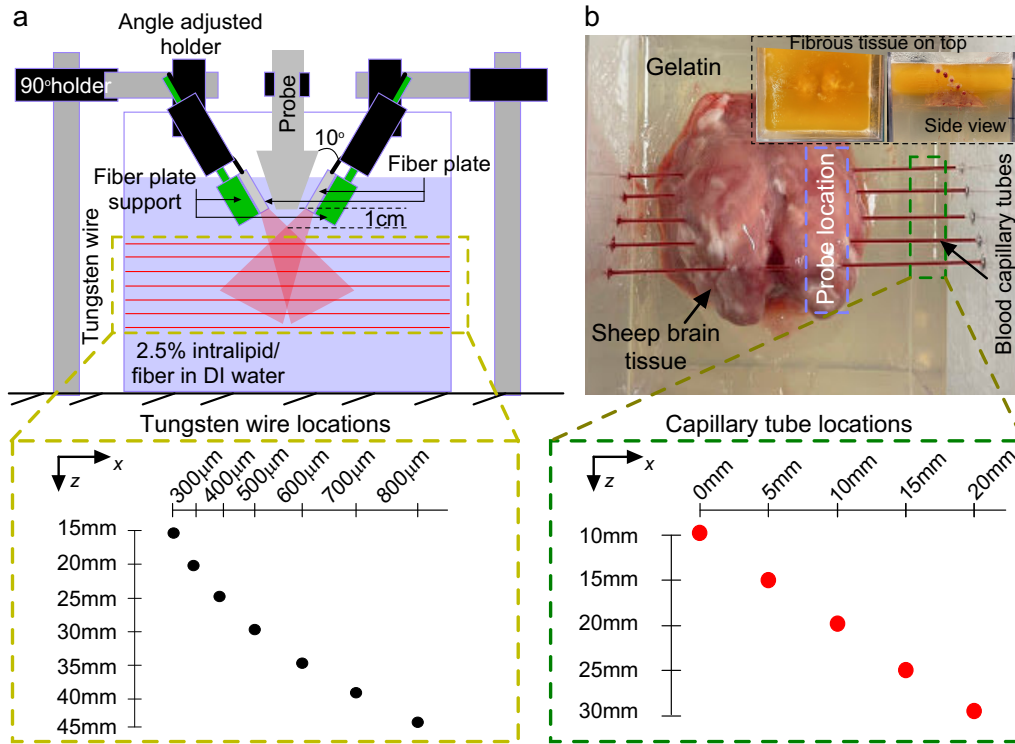 a
Angle adjusted
holder
90°holder
Probe
10°
Fiber plate
support
Fiber plate
1cm
Tungsten wire
2.5% intralipid/
fiber in DI water
Tungsten wire locations
x
z
300µm
400µm
500µm
600µm
700µm
800µm
15mm
20mm
25mm
30mm
35mm
40mm
45mm
b
Gelatin
Fibrous tissue on top
Side view
Probe location
Blood capillary tubes
Sheep brain
tissue
Capillary tube locations
x
z
0mm
5mm
10mm
15mm
20mm
10mm
15mm
20mm
25mm
30mm